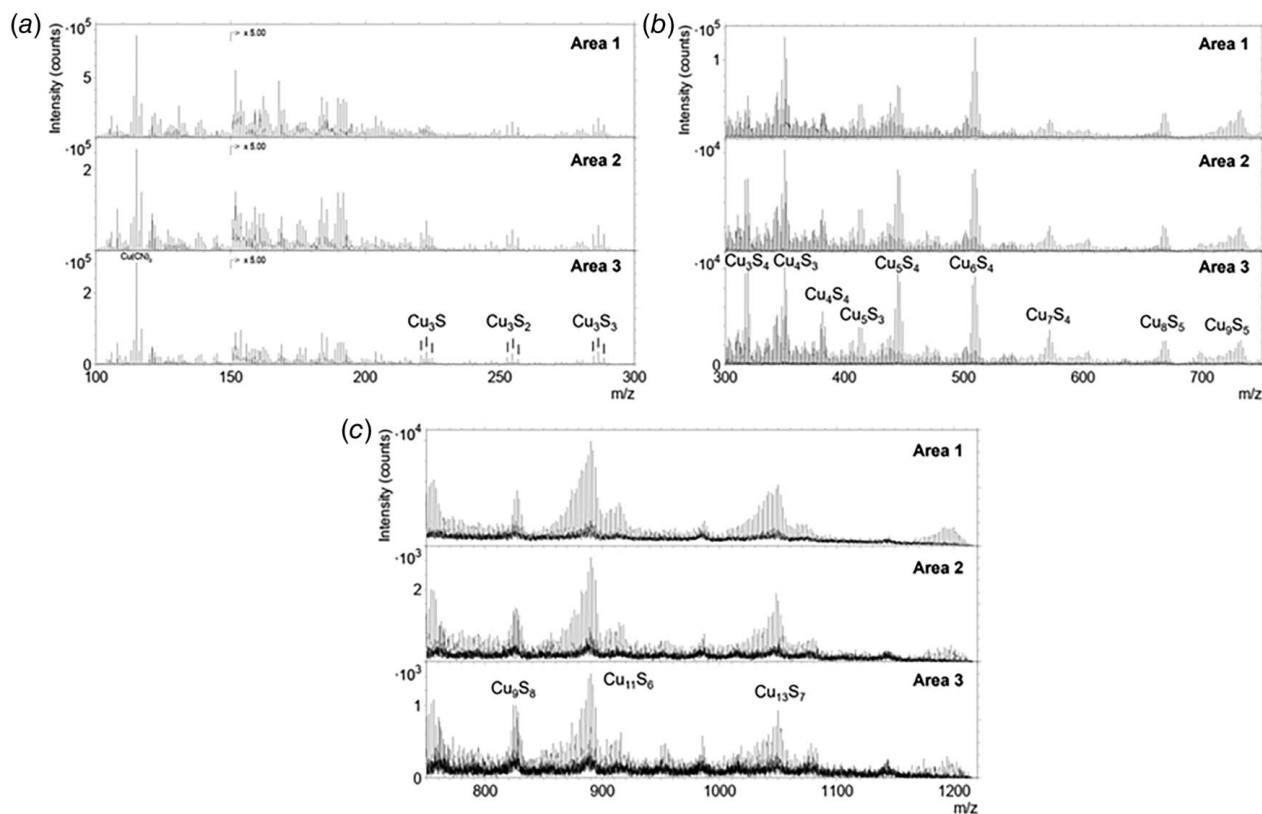 (a)
·10⁵
> x 5.00
Area 1
Intensity (counts)
5
·10⁵
> x 5.00
Area 2
2
Cu(CN)₂
·10⁵
> x 5.00
Area 3
2
Cu₃S
Cu₃S₂
Cu₃S₃
0
100
150
200
250
300
m/z
(b)
·10⁵
Area 1
Intensity (counts)
1
·10⁴
Area 2
·10⁴
Cu₃S₄
Cu₄S₃
Cu₅S₄
Cu₆S₄
Area 3
Cu₄S₄
Cu₅S₃
Cu₇S₄
Cu₈S₅
Cu₉S₅
0
300
400
500
600
700
m/z
(c)
·10⁴
Area 1
Intensity (counts)
·10³
Area 2
2
·10³
Area 3
Cu₉S₈
Cu₁₁S₆
Cu₁₃S₇
1
0
800
900
1000
1100
1200
m/z